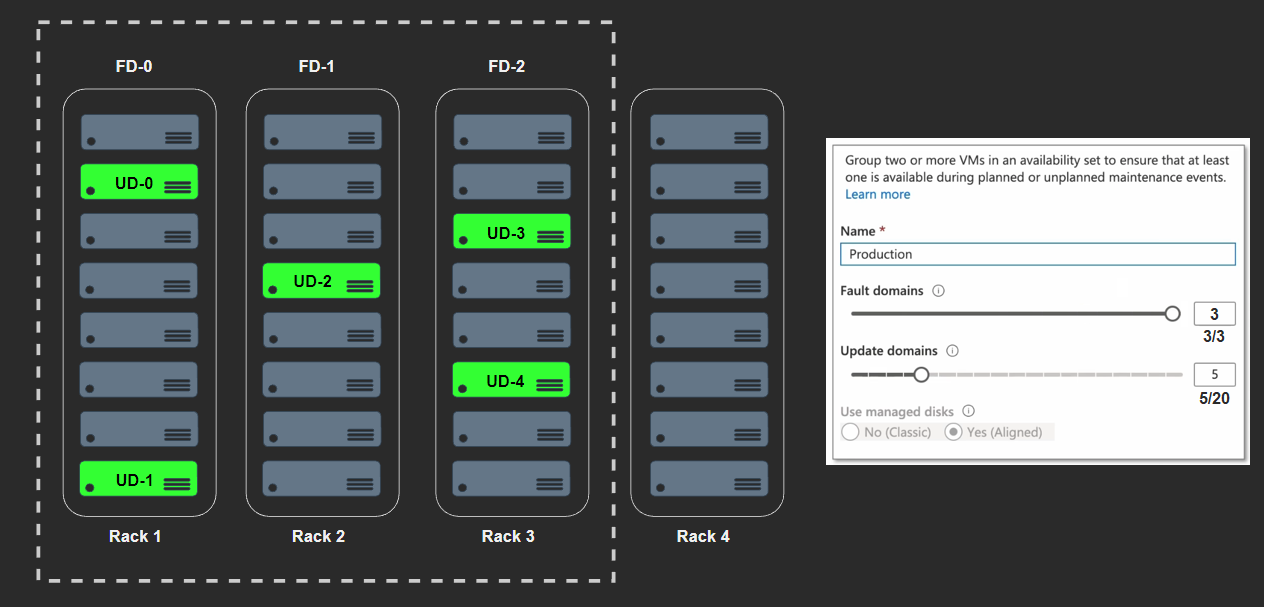 FD-0
FD-1
FD-2
UD-0
UD-3
UD-2
UD-4
UD-1
Rack 1
Rack 2
Rack 3
Rack 4
Group two or more VMs in an availability set to ensure that at least
one is available during planned or unplanned maintenance events.
Learn more
Name *
Production
Fault domains
3
3/3
Update domains
5
5/20
Use managed disks
No (Classic)
Yes (Aligned)